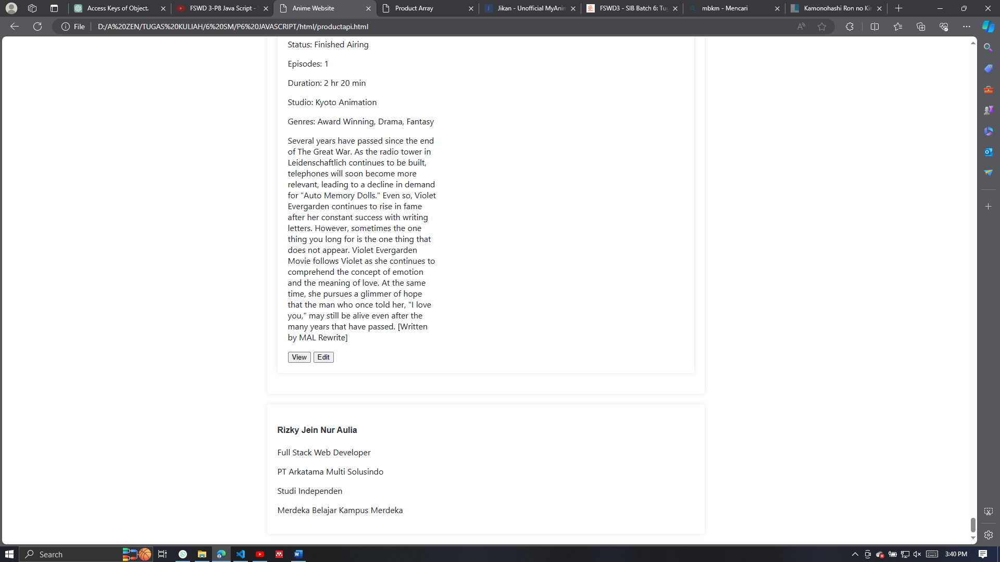 Access Keys of Object.
FSWD 3-P8 Java Script -
Anime Website
Product Array
Jikan - Unofficial MyAnim
FSWD3 - SIB Batch 6: Tug
mbkm - Mencari
Kamonohashi Ron no Kin
File
D:/A%20ZEN/TUGAS%20KULIAH/6%20SM/P6%20JAVASCRIPT/html/productapi.html
Status: Finished Airing
Episodes: 1
Duration: 2 hr 20 min
Studio: Kyoto Animation
Genres: Award Winning, Drama, Fantasy
Several years have passed since the end
of The Great War. As the radio tower in
Leidenschaftlich continues to be built,
telephones will soon become more
relevant, leading to a decline in demand
for "Auto Memory Dolls." Even so, Violet
Evergarden continues to rise in fame
after her constant success with writing
letters. However, sometimes the one
thing you long for is the one thing that
does not appear. Violet Evergarden
Movie follows Violet as she continues to
comprehend the concept of emotion
and the meaning of love. At the same
time, she pursues a glimmer of hope
that the man who once told her, "I love
you," may still be alive even after the
many years that have passed. [Written
by MAL Rewrite]
View Edit
Rizky Jein Nur Aulia
Full Stack Web Developer
PT Arkatama Multi Solusindo
Studi Independen
Merdeka Belajar Kampus Merdeka
Search
3:40 PM